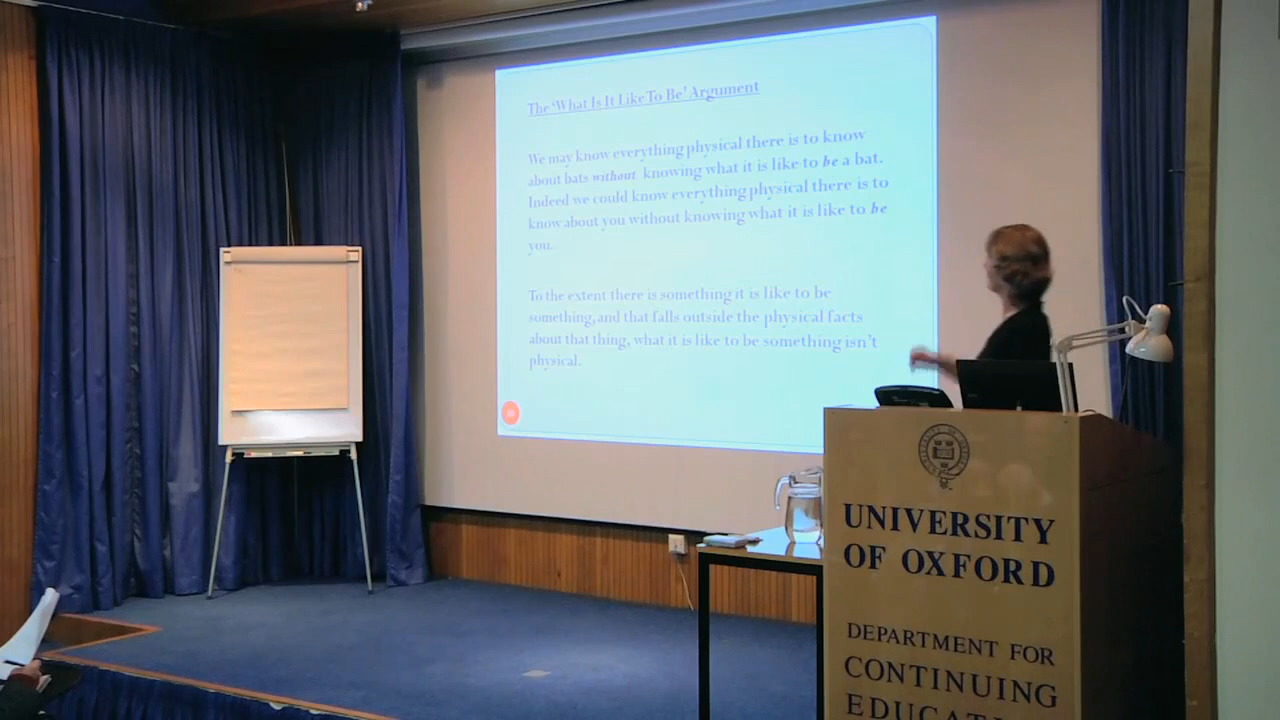 The 'What Is It Like To Be' Argument
We may know everything physical there is to know
about bats without knowing what it is like to be a bat.
Indeed we could know everything physical there is to
know about you without knowing what it is like to be
you.
To the extent there is something it is like to be
something, and that falls outside the physical facts
about that thing, what it is like to be something isn't
physical.
UNIVERSITY
OF OXFORD
DEPARTMENT FOR
CONTINUING
EDUCATI